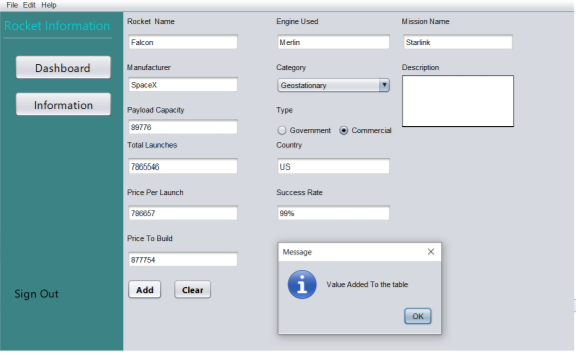 File Edit Help
Rocket Information
Dashboard
Information
Sign Out
Rocket Name
Falcon
Manufacturer
SpaceX
Payload Capacity
89776
Total Launches
7865546
Price Per Launch
796657
Price To Build
877754
Add Clear
Engine Used
Merlin
Category
Geostationary
Type
Government Commercial
Country
US
Success Rate
99%
Mission Name
Starlink
Description
Message
Value Added To the table
OK